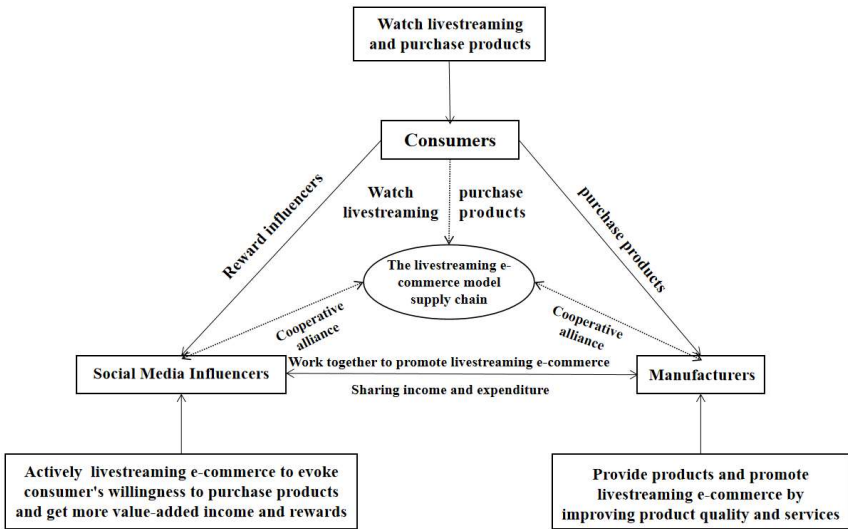 Watch livestreaming
and purchase products
Consumers
Reward influencers
Watch
livestreaming
purchase
products
purchase products
The livestreaming e-
commerce model
supply chain
Cooperative
alliance
Cooperative
alliance
Work together to promote livestreaming e-commerce
Social Media Influencers
Manufacturers
Sharing income and expenditure
Actively livestreaming e-commerce to evoke
consumer's willingness to purchase products
and get more value-added income and rewards
Provide products and promote
livestreaming e-commerce by
improving product quality and services